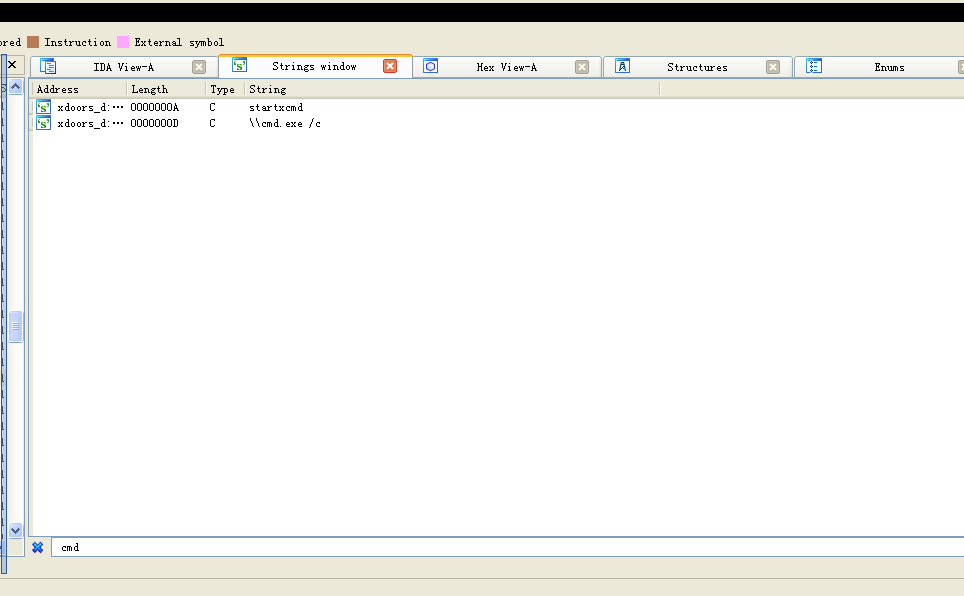 ored Instruction External symbol
IDA View-A Strings window Hex View-A Structures Enums
Address Length Type String
xdoors_d:⋯ 0000000A C startxcmd
xdoors_d:⋯ 0000000D C \\cmd.exe /c
cmd